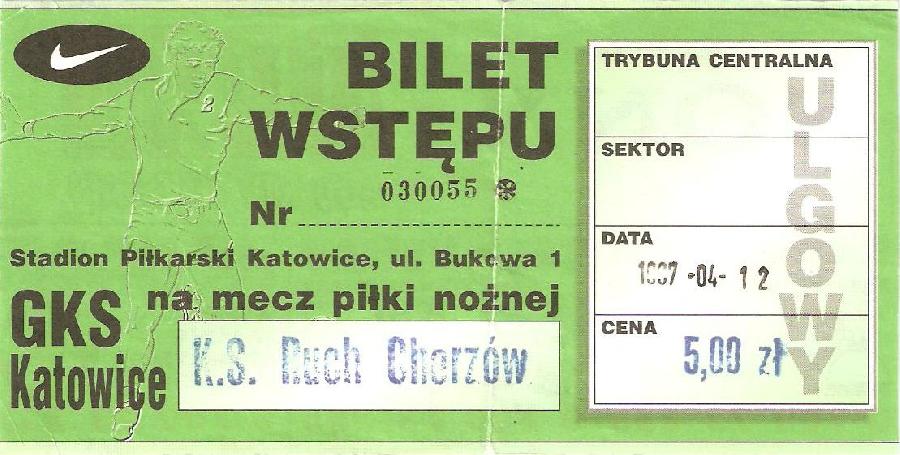 BILET
WSTĘPU
030055
Nr
Stadion Piłkarski Katowice, ul. Bukowa 1
GKS
Katowice
na mecz piłki nożnej
K.S. Ruch Chorzów
2
TRYBUNA CENTRALNA
SEKTOR
DATA
1997 -04- 12
CENA
5,00 zł
ULGOWY